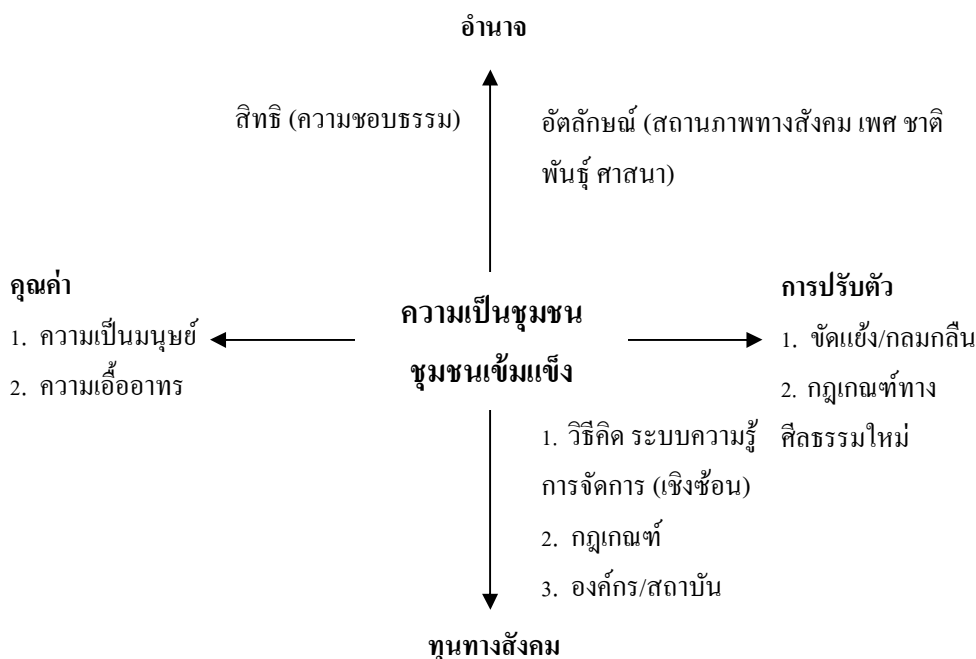 อำนาจ
สิทธิ (ความชอบธรรม)
อัตลักษณ์ (สถานภาพทางสังคม เพศ ชาติ
พันธุ์ ศาสนา)
คุณค่า
1. ความเป็นมนุษย์
2. ความเอื้ออาทร
ความเป็นชุมชน
ชุมชนเข้มแข็ง
การปรับตัว
1. ขัดแย้ง/กลมกลืน
2. กฎเกณฑ์ทาง
ศีลธรรมใหม่
1. วิธีคิด ระบบความรู้
การจัดการ (เชิงซ้อน)
2. กฎเกณฑ์
3. องค์กร/สถาบัน
ทุนทางสังคม